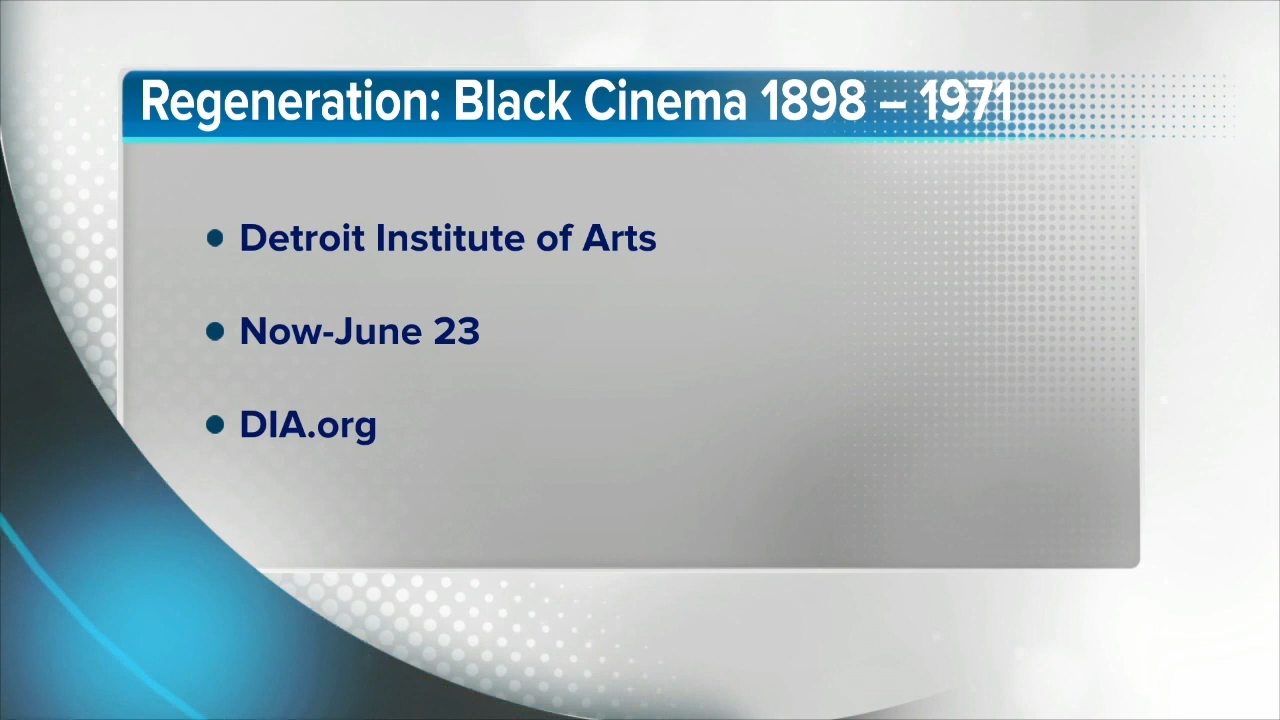 Regeneration: Black Cinema 1898 – 1971
Detroit Institute of Arts
Now-June 23
DIA.org